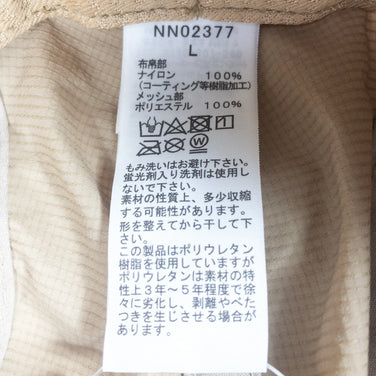 NN02377
L
布帛部
ナイロン 100%
(コーティング等樹脂加工)
メッシュ部
ポリエステル 100%
もみ洗いはお避け下さい。
蛍光剤入り洗剤は使用し
ないで下さい。
素材の性質上、多少収縮
する可能性があります。
形を整えてから干して下
さい。
この製品はポリウレタン
樹脂を使用していますが
ポリウレタンは素材の特
性上3年～5年程度で徐
々に劣化し、剥離やべた
つきを生じさせる場合が
あります。